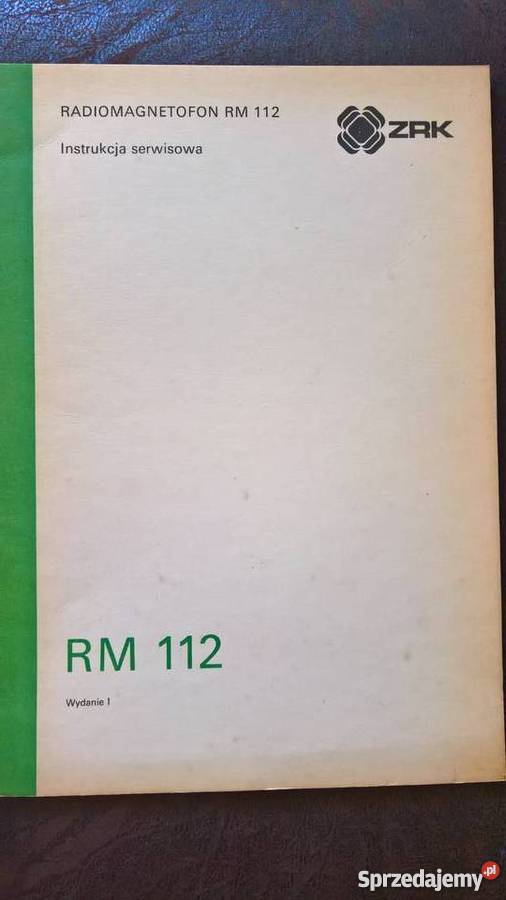 RADIOMAGNETOFON RM 112
ZRK
Instrukcja serwisowa
RM 112
Wydanie I
Sprzedajemy.pl